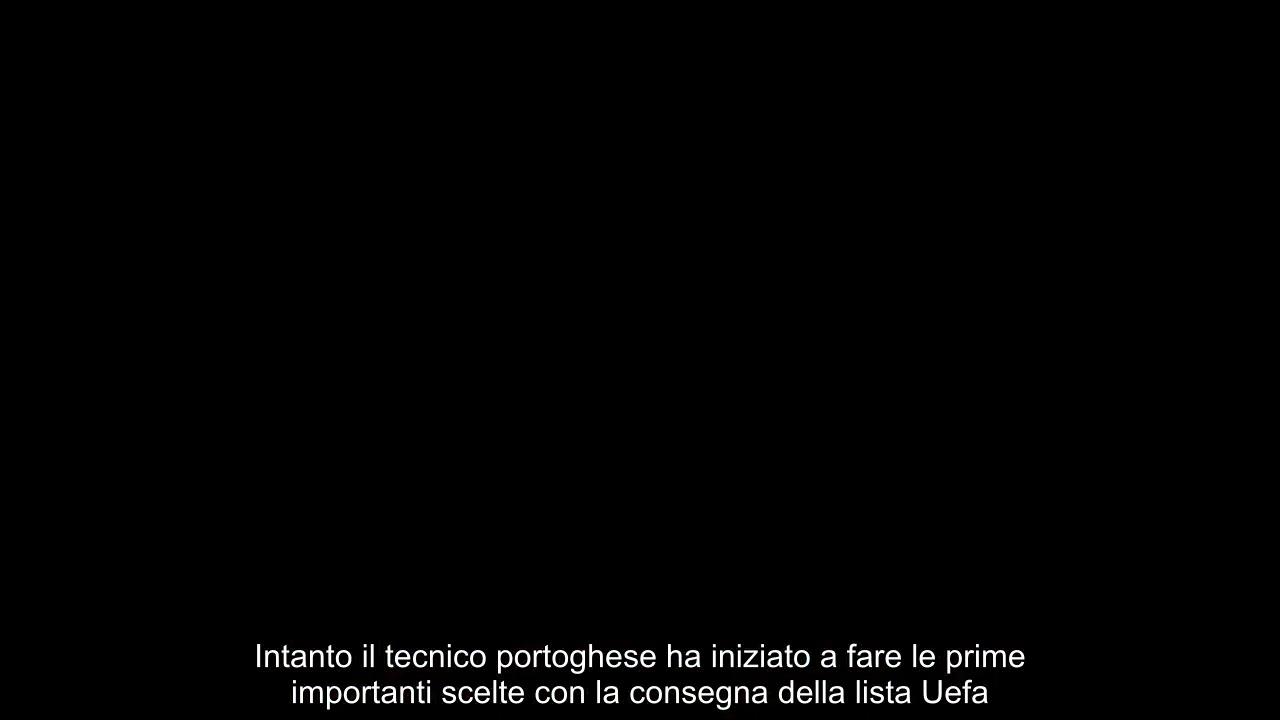 Intanto il tecnico portoghese ha iniziato a fare le prime
importanti scelte con la consegna della lista Uefa